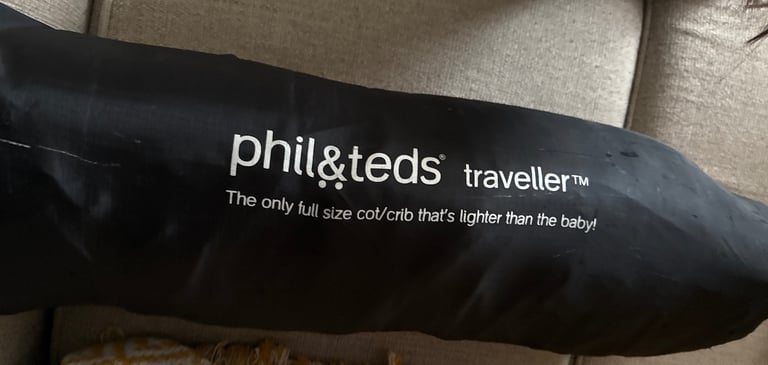 phil&teds® traveller™
The only full size cot/crib that's lighter than the baby!